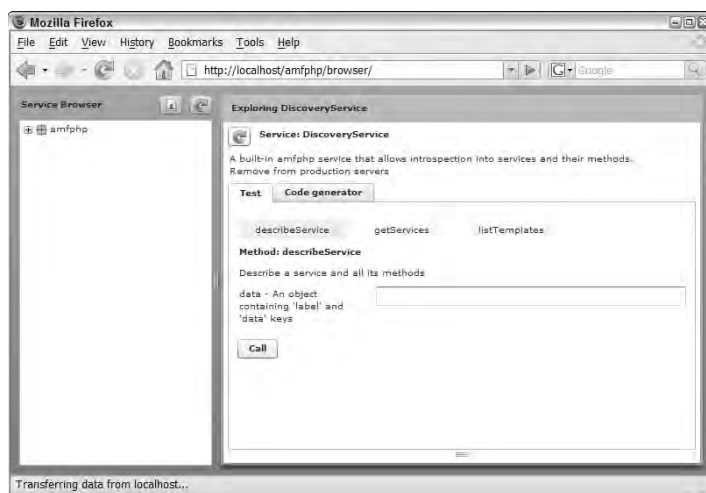 Mozilla Firefox
File Edit View History Bookmarks Tools Help
http://localhost/amfphp/browser/
Google
Service Browser
Exploring DiscoveryService
amfphp
Service: DiscoveryService
A built-in amfphp service that allows introspection into services and their methods.
Remove from production servers
Test Code generator
describeService getServices listTemplates
Method: describeService
Describe a service and all its methods
data - An object
containing 'label' and
'data' keys
Call
Transferring data from localhost...